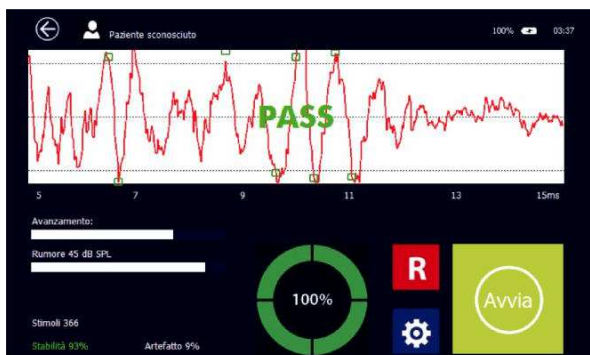 Paziente sconosciuto
100%
03:37
PASS
5 7 9 11 13 15ms
Avanzamento:
Rumore 45 dB SPL
100%
R
Avvia
Stimoli 366
Stabilità 93%
Artefatto 9%